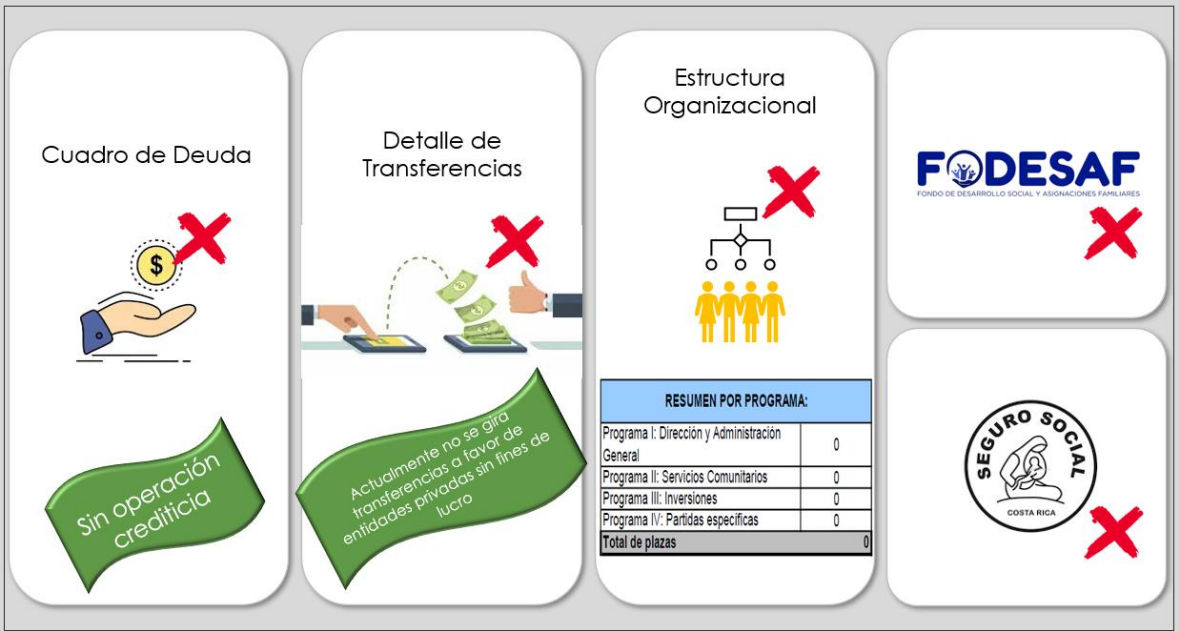 Cuadro de Deuda
$
Sin operación
crediticia
Detalle de
Transferencias
Actualmente no se gira
transferencias a favor de
entidades privadas sin fines de
lucro
Estructura
Organizacional
RESUMEN POR PROGRAMA:
Programa I: Dirección y Administración
General
0
Programa II: Servicios Comunitarios 0
Programa III: Inversiones 0
Programa IV: Partidas específicas 0
Total de plazas 0
FODESAF
FONDO DE DESARROLLO SOCIAL Y ASIGNACIONES FAMILIARES
SEGURO SOCIAL
COSTA RICA